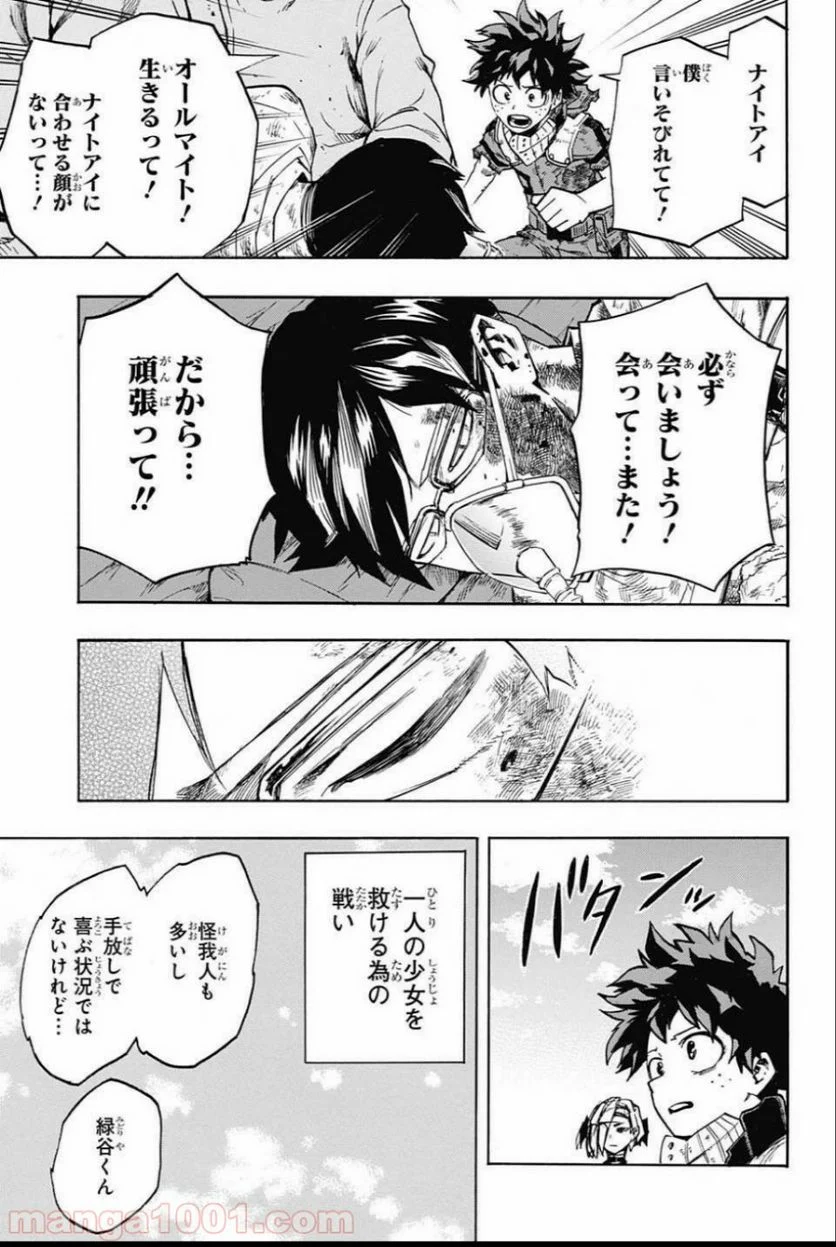 ナイトアイ
僕
言いそびれてて!
オールマイト!
生きるって!
ナイトアイに
合わせる顔が
ないって…!
必ず
会いましょう!
会って…また!
だから…
頑張って!!
バタンッ
一人の少女を
救ける為の
戦い
怪我人も
多いし
手放しで
喜ぶ状況では
ないけれど…
緑谷くん
manga1001.com